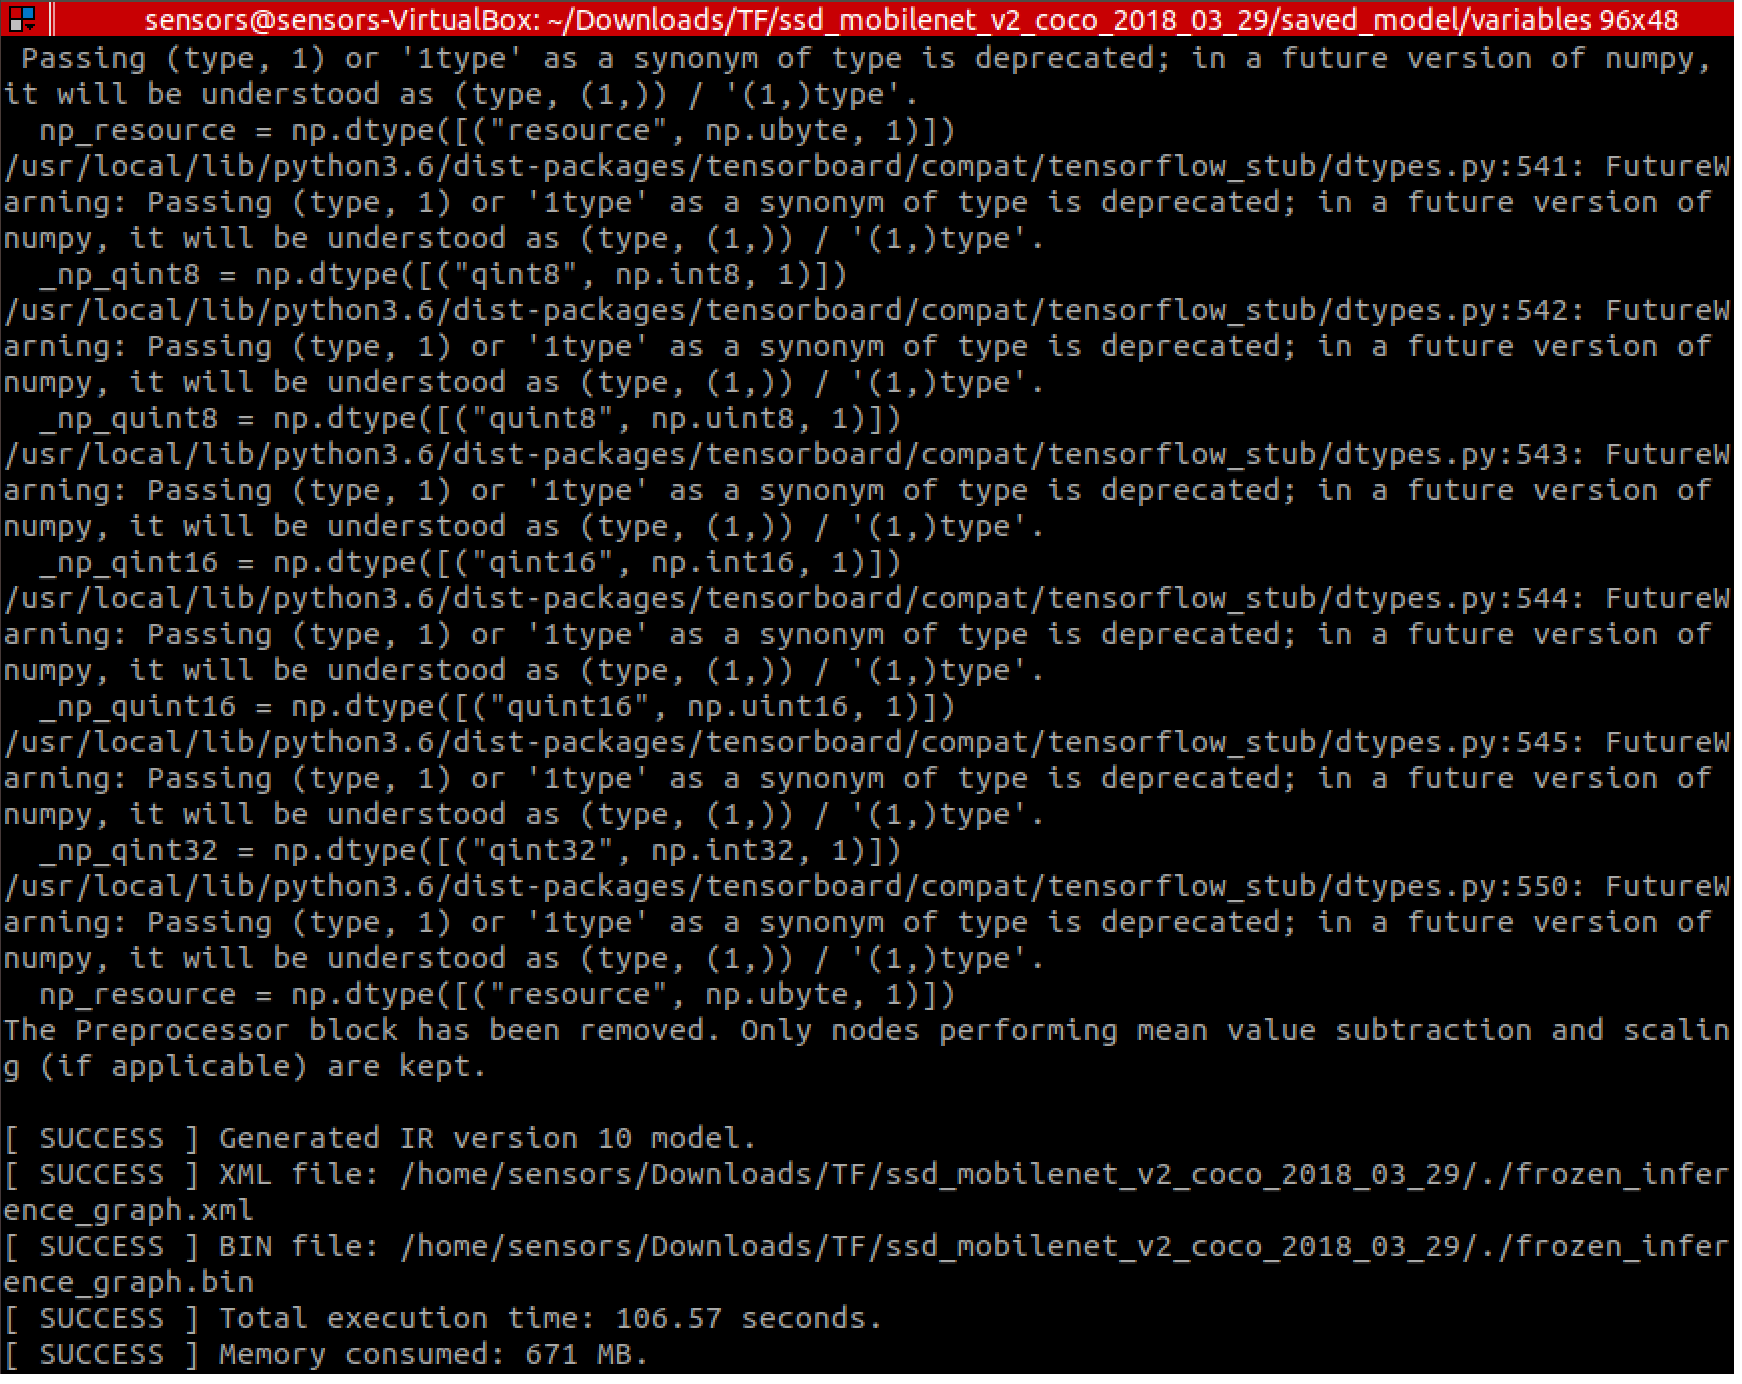 sensors@sensors-VirtualBox: ~/Downloads/TF/ssd_mobilenet_v2_coco_2018_03_29/saved_model/variables 96x48
 Passing (type, 1) or '1type' as a synonym of type is deprecated; in a future version of numpy,
it will be understood as (type, (1,)) / '(1,)type'.
  np_resource = np.dtype([("resource", np.ubyte, 1)])
/usr/local/lib/python3.6/dist-packages/tensorboard/compat/tensorflow_stub/dtypes.py:541: FutureW
arning: Passing (type, 1) or '1type' as a synonym of type is deprecated; in a future version of
numpy, it will be understood as (type, (1,)) / '(1,)type'.
  _np_qint8 = np.dtype([("qint8", np.int8, 1)])
/usr/local/lib/python3.6/dist-packages/tensorboard/compat/tensorflow_stub/dtypes.py:542: FutureW
arning: Passing (type, 1) or '1type' as a synonym of type is deprecated; in a future version of
numpy, it will be understood as (type, (1,)) / '(1,)type'.
  _np_quint8 = np.dtype([("quint8", np.uint8, 1)])
/usr/local/lib/python3.6/dist-packages/tensorboard/compat/tensorflow_stub/dtypes.py:543: FutureW
arning: Passing (type, 1) or '1type' as a synonym of type is deprecated; in a future version of
numpy, it will be understood as (type, (1,)) / '(1,)type'.
  _np_qint16 = np.dtype([("qint16", np.int16, 1)])
/usr/local/lib/python3.6/dist-packages/tensorboard/compat/tensorflow_stub/dtypes.py:544: FutureW
arning: Passing (type, 1) or '1type' as a synonym of type is deprecated; in a future version of
numpy, it will be understood as (type, (1,)) / '(1,)type'.
  _np_quint16 = np.dtype([("quint16", np.uint16, 1)])
/usr/local/lib/python3.6/dist-packages/tensorboard/compat/tensorflow_stub/dtypes.py:545: FutureW
arning: Passing (type, 1) or '1type' as a synonym of type is deprecated; in a future version of
numpy, it will be understood as (type, (1,)) / '(1,)type'.
  _np_qint32 = np.dtype([("qint32", np.int32, 1)])
/usr/local/lib/python3.6/dist-packages/tensorboard/compat/tensorflow_stub/dtypes.py:550: FutureW
arning: Passing (type, 1) or '1type' as a synonym of type is deprecated; in a future version of
numpy, it will be understood as (type, (1,)) / '(1,)type'.
  np_resource = np.dtype([("resource", np.ubyte, 1)])
The Preprocessor block has been removed. Only nodes performing mean value subtraction and scalin
g (if applicable) are kept.
[ SUCCESS ] Generated IR version 10 model.
[ SUCCESS ] XML file: /home/sensors/Downloads/TF/ssd_mobilenet_v2_coco_2018_03_29/./frozen_infer
ence_graph.xml
[ SUCCESS ] BIN file: /home/sensors/Downloads/TF/ssd_mobilenet_v2_coco_2018_03_29/./frozen_infer
ence_graph.bin
[ SUCCESS ] Total execution time: 106.57 seconds.
[ SUCCESS ] Memory consumed: 671 MB.